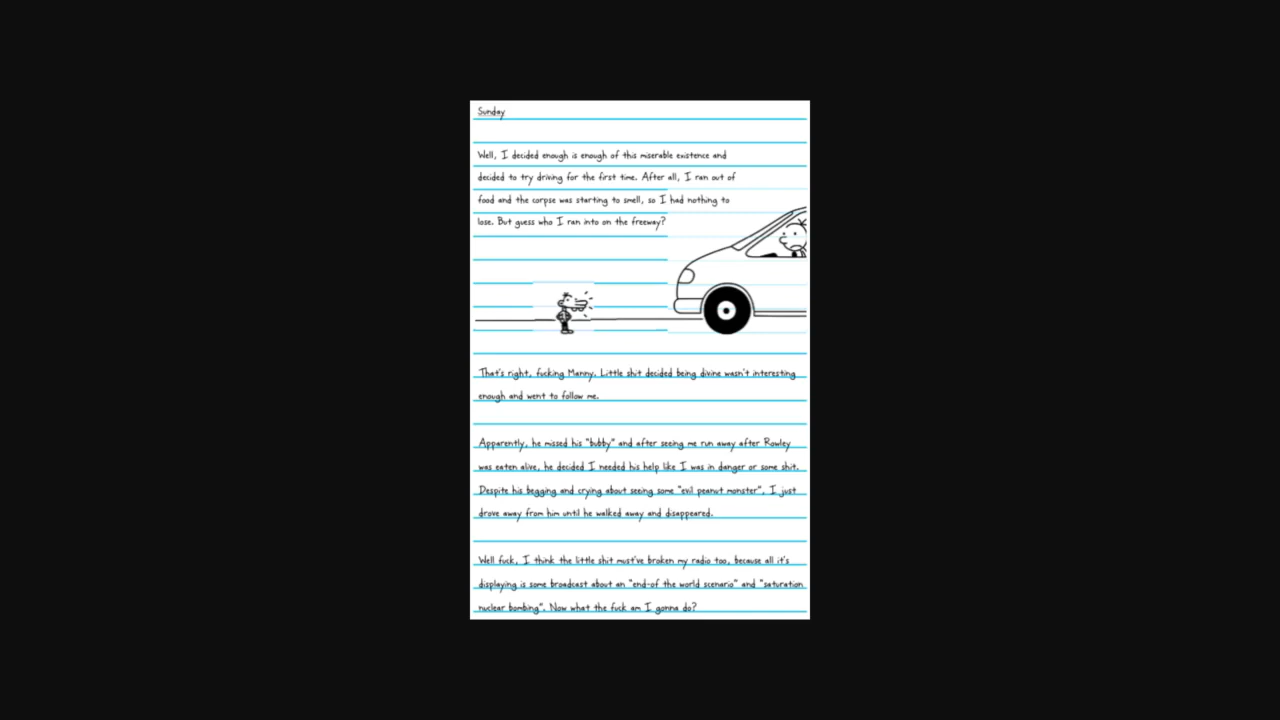 Sunday
Well, I decided enough is enough of this miserable existence and
decided to try driving for the first time. After all, I ran out of
food and the corpse was starting to smell, so I had nothing to
lose. But guess who I ran into on the freeway?
That's right, fucking Manny. Little shit decided being divine wasn't interesting
enough and went to follow me.
Apparently, he missed his "bubby" and after seeing me run away after Rowley
was eaten alive, he decided I needed his help like I was in danger or some shit.
Despite his begging and crying about seeing some "evil peanut monster", I just
drove away from him until he walked away and disappeared.
Well fuck, I think the little shit must've broken my radio too, because all it's
displaying is some broadcast about an "end-of the world scenario" and "saturation
nuclear bombing". Now what the fuck am I gonna do?